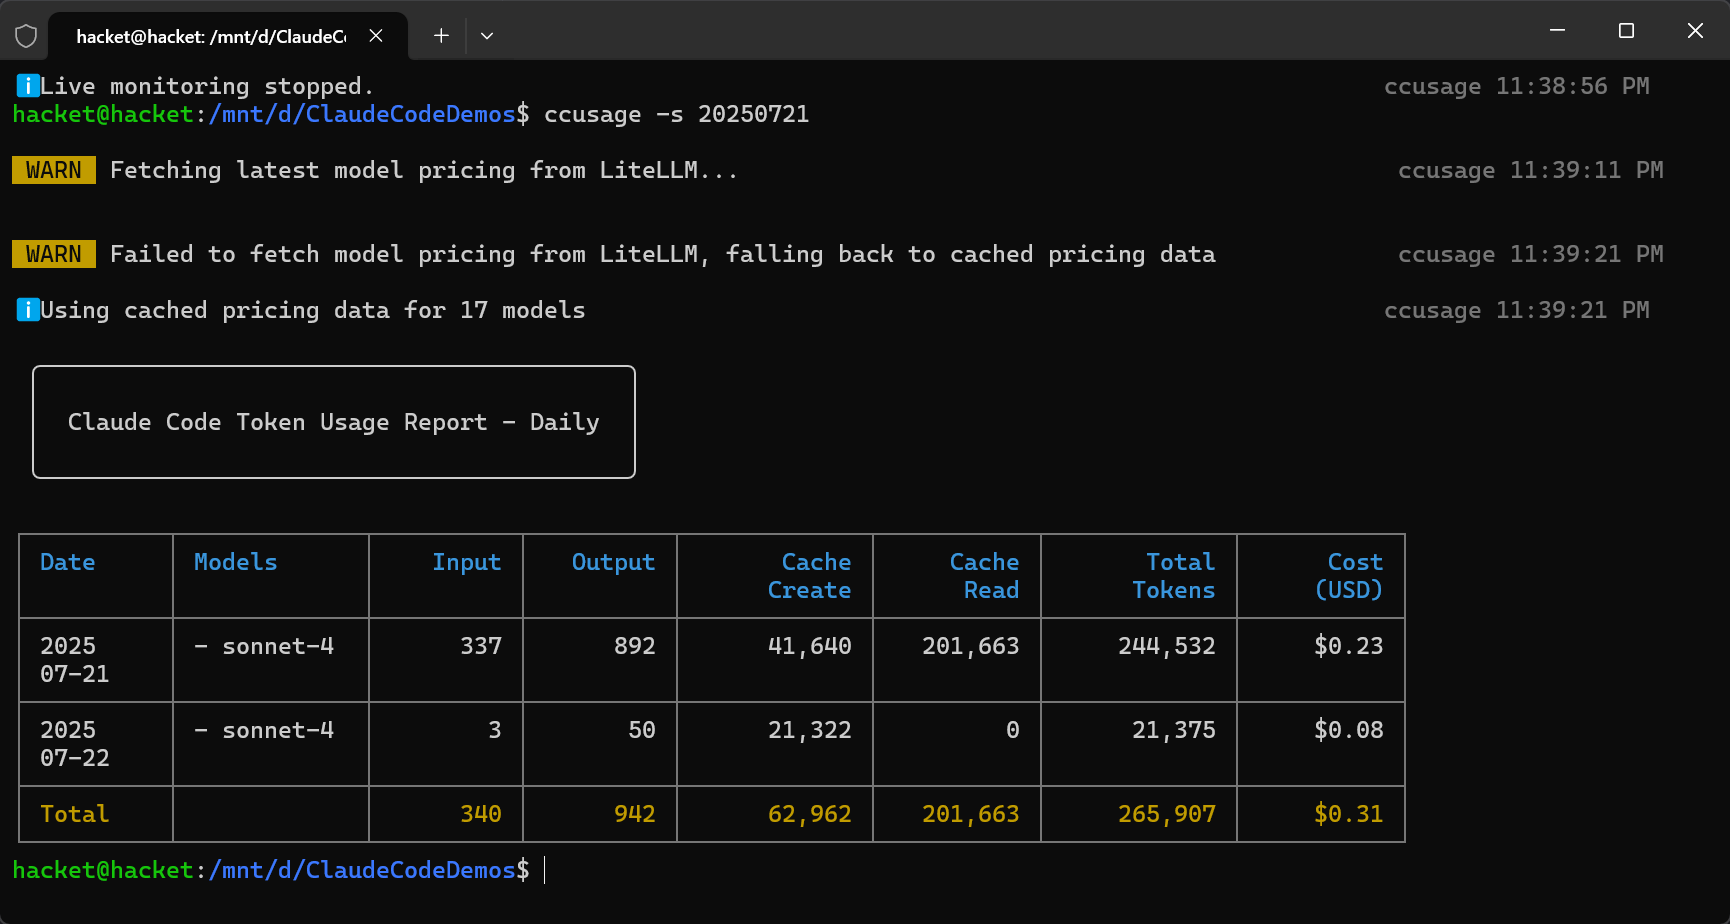 hacket@hacket: /mnt/d/ClaudeC
Live monitoring stopped. ccusage 11:38:56 PM
hacket@hacket:/mnt/d/ClaudeCodeDemos$ ccusage -s 20250721
WARN Fetching latest model pricing from LiteLLM... ccusage 11:39:11 PM
WARN Failed to fetch model pricing from LiteLLM, falling back to cached pricing data ccusage 11:39:21 PM
Using cached pricing data for 17 models ccusage 11:39:21 PM
Claude Code Token Usage Report - Daily
Date Models Input Output Cache Cache Total Cost
Create Read Tokens (USD)
2025 - sonnet-4 337 892 41,640 201,663 244,532 $0.23
07-21
2025 - sonnet-4 3 50 21,322 0 21,375 $0.08
07-22
Total 340 942 62,962 201,663 265,907 $0.31
hacket@hacket:/mnt/d/ClaudeCodeDemos$